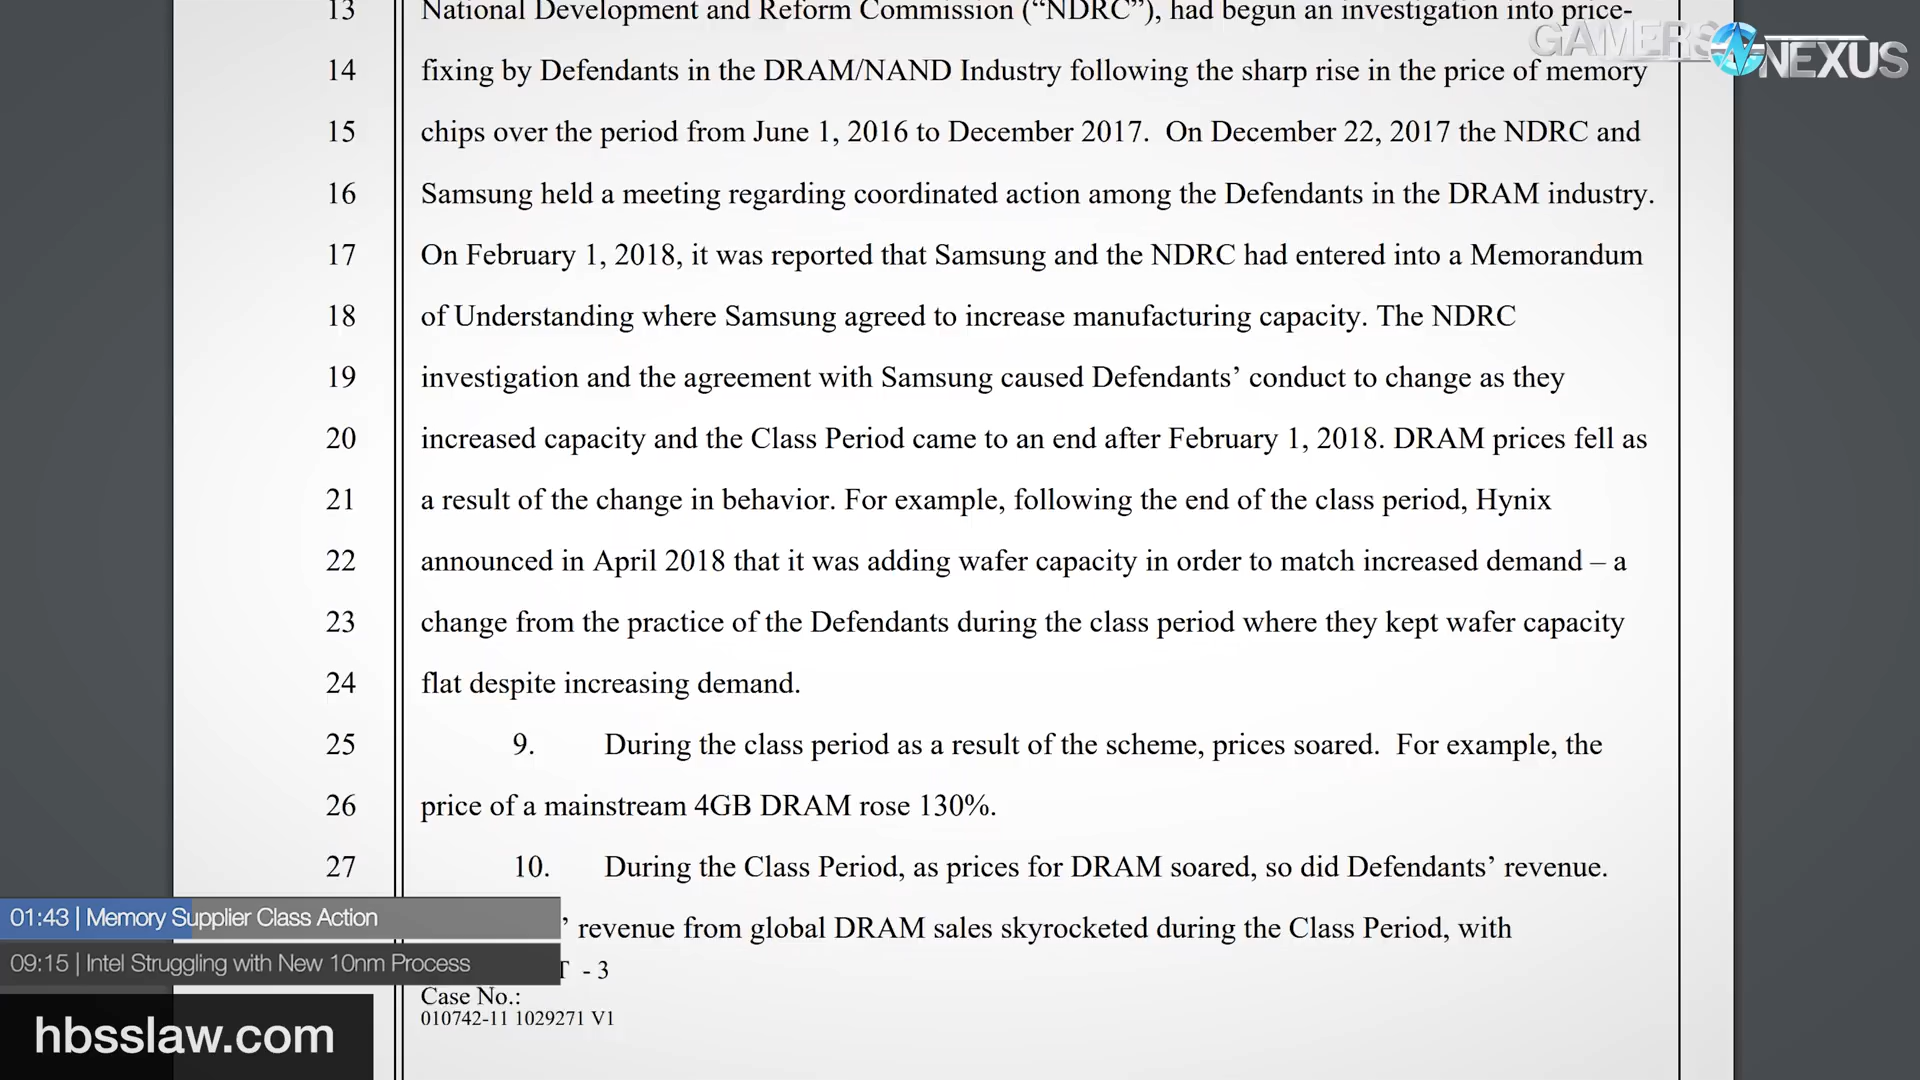 13 National Development and Reform Commission (“NDRC”), had begun an investigation into price-
GAMERS NEXUS
14 fixing by Defendants in the DRAM/NAND Industry following the sharp rise in the price of memory
15 chips over the period from June 1, 2016 to December 2017.  On December 22, 2017 the NDRC and
16 Samsung held a meeting regarding coordinated action among the Defendants in the DRAM industry.
17 On February 1, 2018, it was reported that Samsung and the NDRC had entered into a Memorandum
18 of Understanding where Samsung agreed to increase manufacturing capacity. The NDRC
19 investigation and the agreement with Samsung caused Defendants’ conduct to change as they
20 increased capacity and the Class Period came to an end after February 1, 2018. DRAM prices fell as
21 a result of the change in behavior. For example, following the end of the class period, Hynix
22 announced in April 2018 that it was adding wafer capacity in order to match increased demand – a
23 change from the practice of the Defendants during the class period where they kept wafer capacity
24 flat despite increasing demand.
25 9. During the class period as a result of the scheme, prices soared.  For example, the
26 price of a mainstream 4GB DRAM rose 130%.
27 10. During the Class Period, as prices for DRAM soared, so did Defendants’ revenue.
01:43 | Memory Supplier Class Action
’ revenue from global DRAM sales skyrocketed during the Class Period, with
09:15 | Intel Struggling with New 10nm Process
T - 3
Case No.:
010742-11 1029271 V1
hbsslaw.com